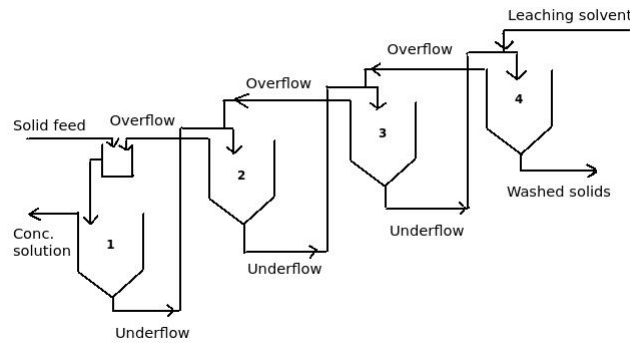 Leaching solvent
Overflow
4
Overflow
3
Solid feed
Overflow
2
Washed solids
Underflow
Conc.
solution
1
Underflow
Underflow